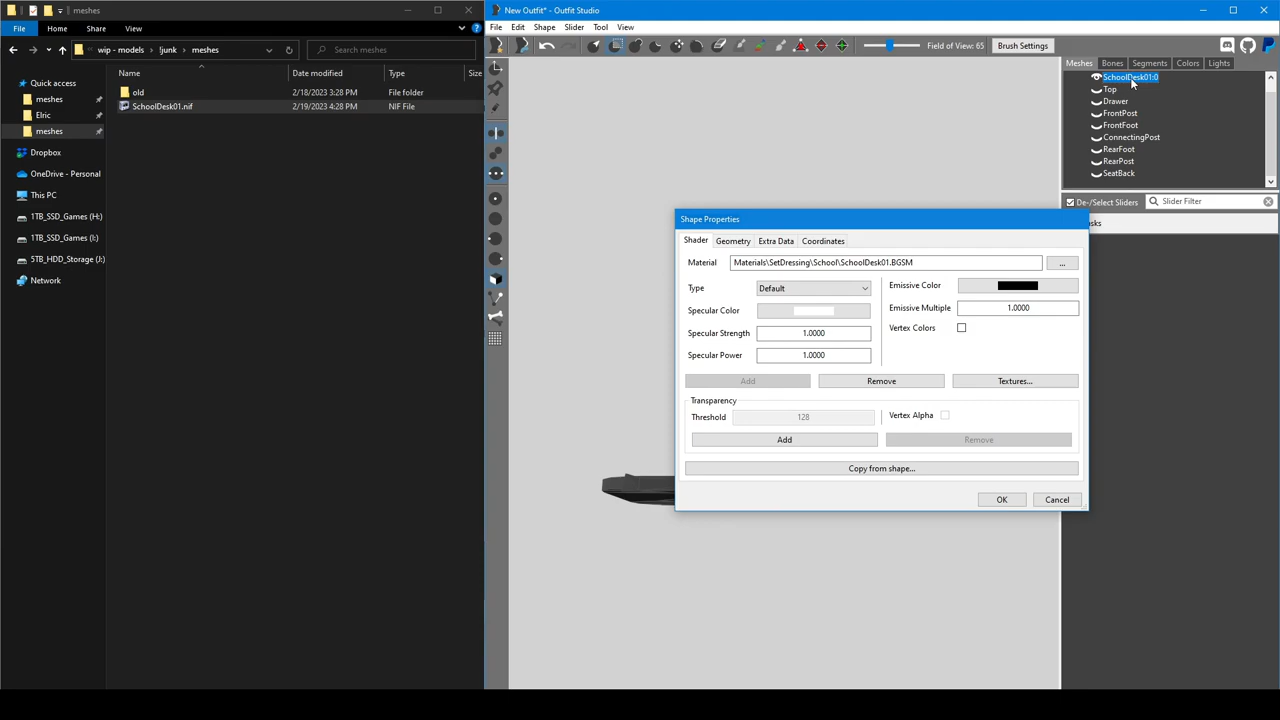 meshes
New Outfit* - Outfit Studio
File
Home
Share
View
File Edit Shape Slider Tool View
wip - models › !junk › meshes
Search meshes
Field of View: 65
Brush Settings
Name
Date modified
Type
Size
Quick access
meshes
Elric
meshes
Dropbox
OneDrive - Personal
This PC
1TB_SSD_Games (H:)
1TB_SSD_Games (I:)
5TB_HDD_Storage (J:)
Network
old 2/18/2023 3:28 PM File folder
SchoolDesk01.nif 2/19/2023 4:28 PM NIF File
Meshes Bones Segments Colors Lights
SchoolDesk01:0
Top
Drawer
FrontPost
FrontFoot
ConnectingPost
RearFoot
RearPost
SeatBack
De-/Select Sliders
Slider Filter
asks
Shape Properties
Shader Geometry Extra Data Coordinates
Material Materials\SetDressing\School\SchoolDesk01.BGSM ...
Type Default
Specular Color
Specular Strength 1.0000
Specular Power 1.0000
Emissive Color
Emissive Multiple 1.0000
Vertex Colors
Add Remove Textures...
Transparency
Threshold 128 Vertex Alpha
Add Remove
Copy from shape...
OK Cancel